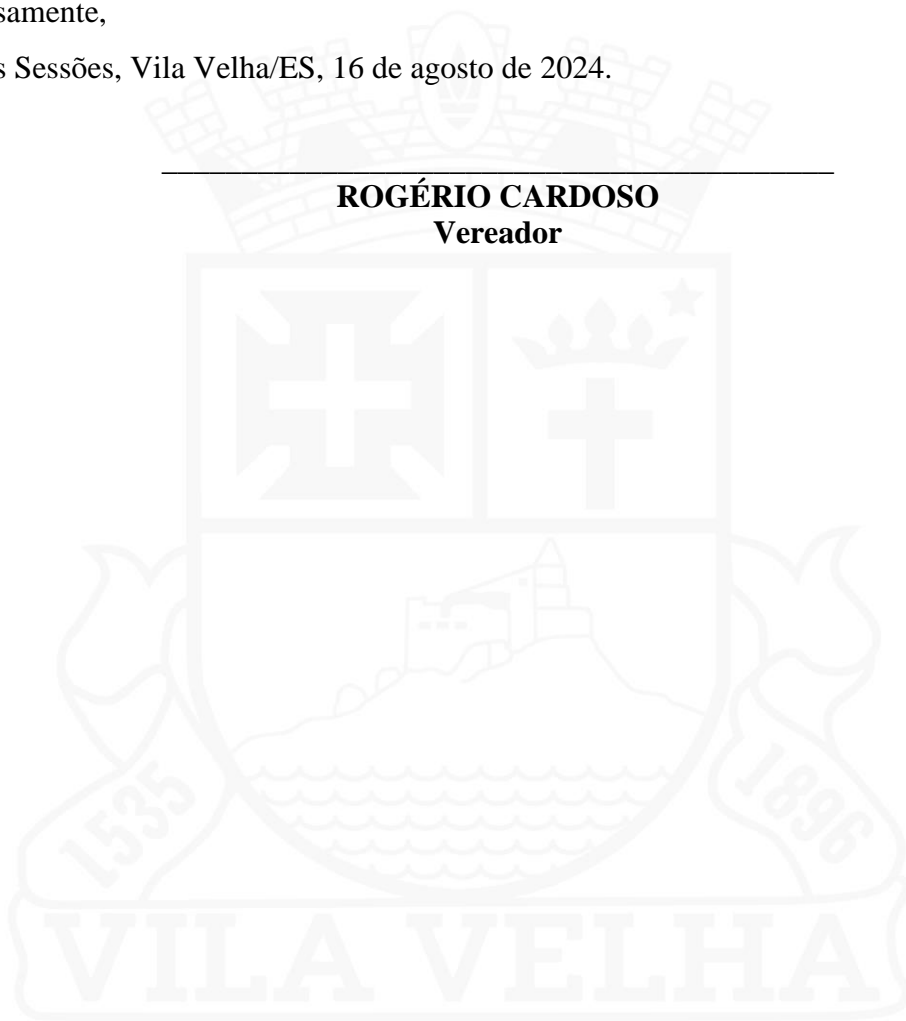 samente,
s Sessões, Vila Velha/ES, 16 de agosto de 2024.
ROGÉRIO CARDOSO
Vereador
1535
1896
VILA VELHA